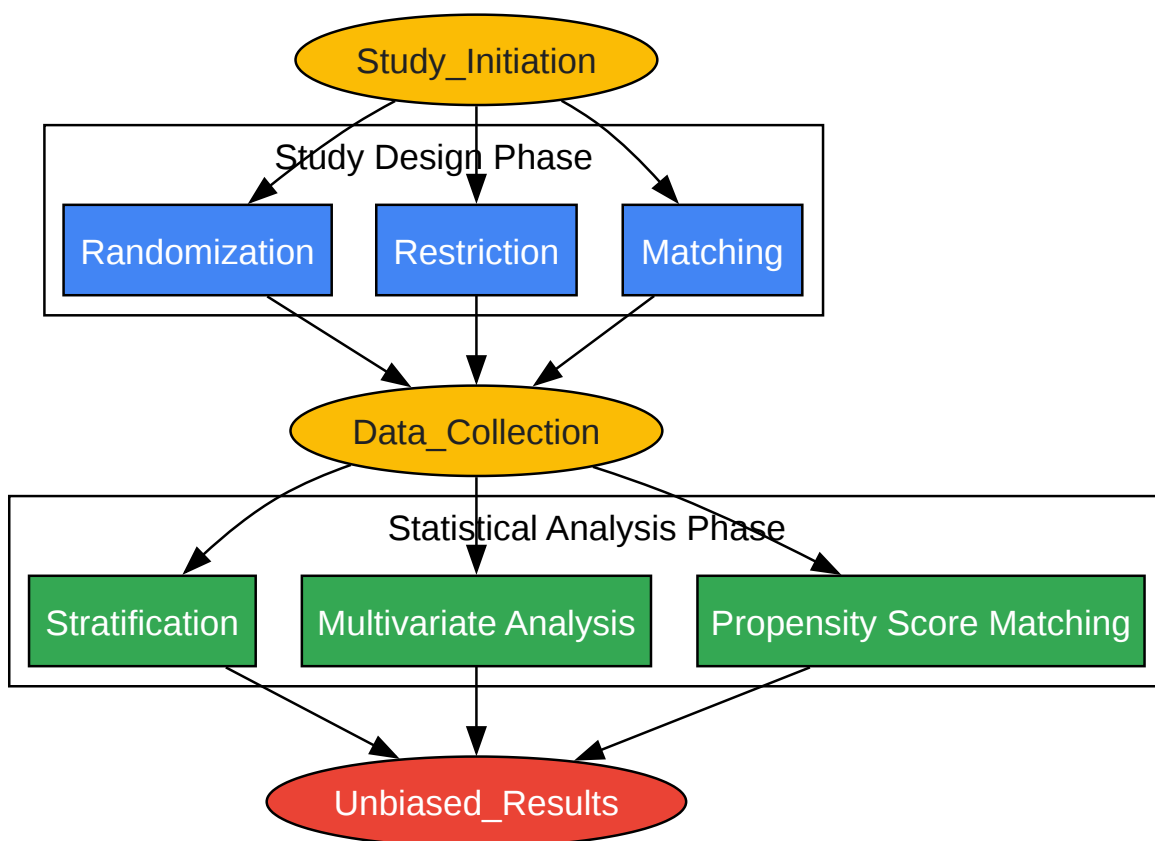 Study_Initiation
Study Design Phase
Randomization
Restriction
Matching
Data_Collection
Statistical Analysis Phase
Stratification
Multivariate Analysis
Propensity Score Matching
Unbiased_Results